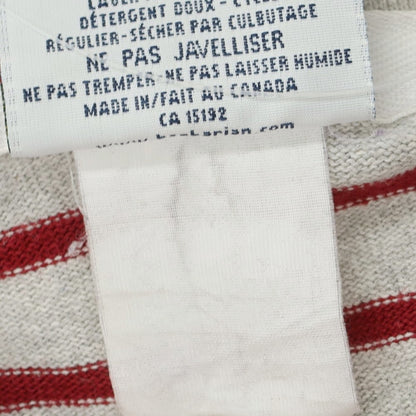 DÉTERGENT DOUX - CYCLE
RÉGULIER-SÉCHER PAR CULBUTAGE
NE PAS JAVELLISER
NE PAS TREMPER-NE PAS LAISSER HUMIDE
MADE IN/FAIT AU CANADA
CA 15192